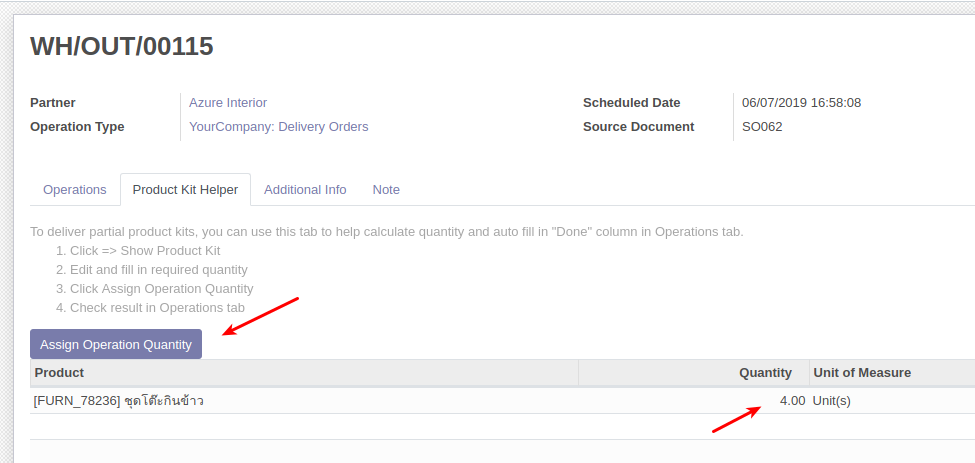 WH/OUT/00115
Partner Azure Interior Scheduled Date 06/07/2019 16:58:08
Operation Type YourCompany: Delivery Orders Source Document SO062
Operations Product Kit Helper Additional Info Note
To deliver partial product kits, you can use this tab to help calculate quantity and auto fill in "Done" column in Operations tab.
1. Click => Show Product Kit
2. Edit and fill in required quantity
3. Click Assign Operation Quantity
4. Check result in Operations tab
Assign Operation Quantity
Product Quantity Unit of Measure
[FURN_78236] ชุดโต๊ะกินข้าว 4.00 Unit(s)